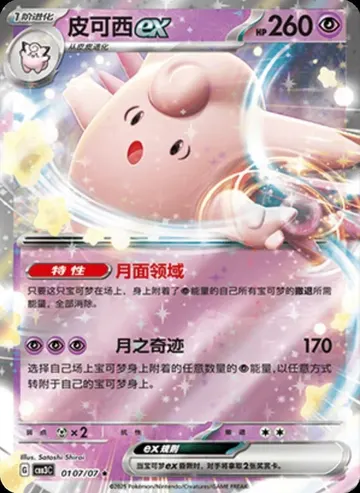 1阶进化
皮可西ex
HP260
从皮皮进化
特性 月面领域
只要这只宝可梦在场上，身上附着了能量的自己所有宝可梦的撤退所需
能量，全部消除。
月之奇迹 170
选择自己场上宝可梦身上附着的任意数量的能量，以任意方式
转附于自己的宝可梦身上。
弱点 ×2 抗性 撤退
Illus. Satoshi Shirai
ex规则
当宝可梦ex昏厥时，对手将拿取2张奖赏卡。
G CSM3C 0107/07
©2025 Pokémon/Nintendo/Creatures/GAME FREAK